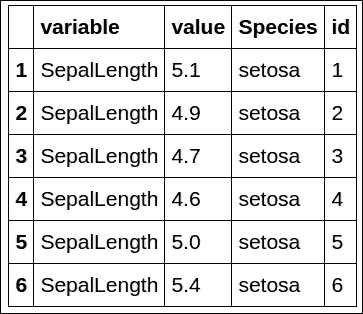 variable value Species id
1 SepalLength 5.1 setosa 1
2 SepalLength 4.9 setosa 2
3 SepalLength 4.7 setosa 3
4 SepalLength 4.6 setosa 4
5 SepalLength 5.0 setosa 5
6 SepalLength 5.4 setosa 6